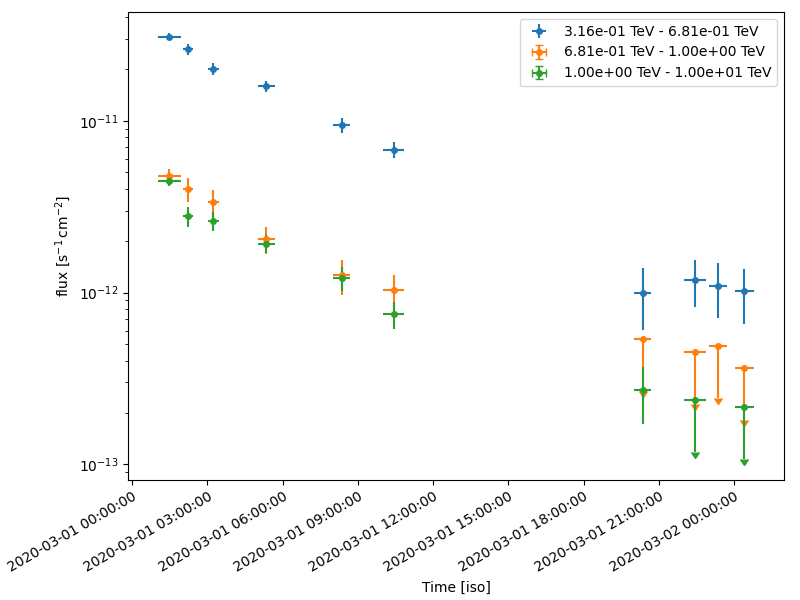 3.16e-01 TeV - 6.81e-01 TeV
6.81e-01 TeV - 1.00e+00 TeV
1.00e+00 TeV - 1.00e+01 TeV
flux [s⁻¹ cm⁻²]
10⁻¹¹
10⁻¹²
10⁻¹³
2020-03-01 00:00:00
2020-03-01 03:00:00
2020-03-01 06:00:00
2020-03-01 09:00:00
2020-03-01 12:00:00
2020-03-01 15:00:00
2020-03-01 18:00:00
2020-03-01 21:00:00
2020-03-02 00:00:00
Time [iso]